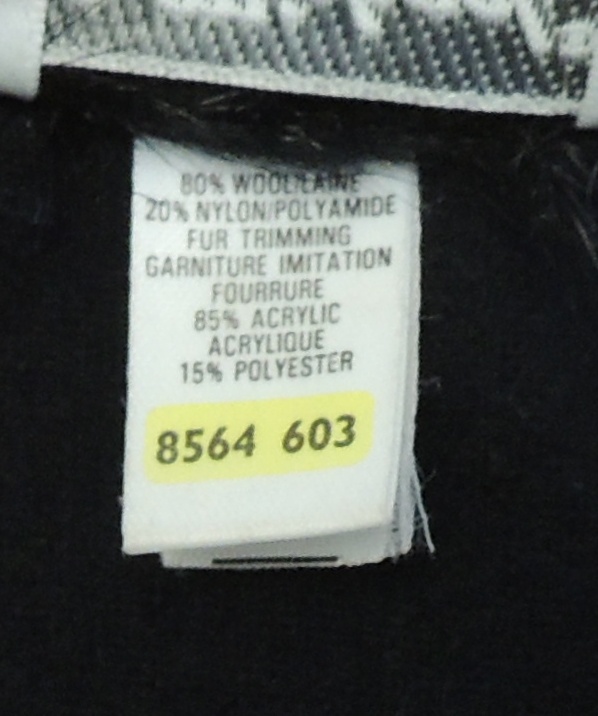 80% WOOL/LAINE
20% NYLON/POLYAMIDE
FUR TRIMMING
GARNITURE IMITATION
FOURRURE
85% ACRYLIC
ACRYLIQUE
15% POLYESTER
8564 603